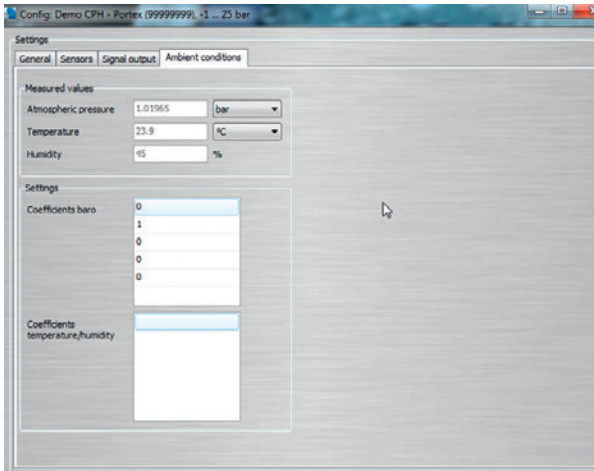 Config: Demo CPH - Portex (99999999), -1 ... 25 bar
Settings
General Sensors Signal output Ambient conditions
Measured values
Atmospheric pressure 1.01965 bar
Temperature 23.9 °C
Humidity 45 %
Settings
Coefficients baro 0
1
0
0
0
Coefficients
temperature/humidity